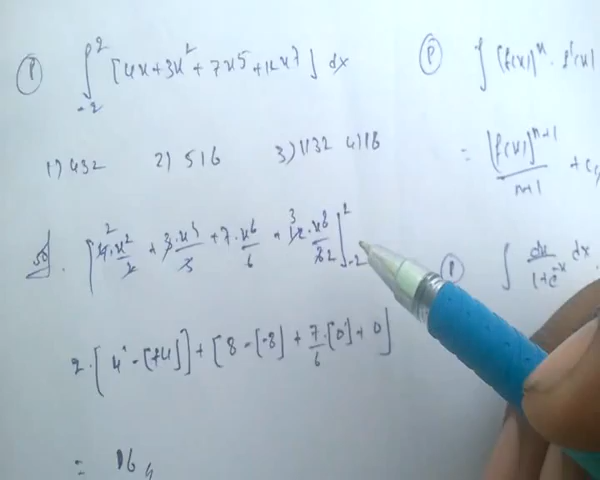 (P) ∫₋₂² [4x+3x²+7x⁵+12x⁷] dx
1) 432 2) 516 3) 1132 4) 16
Sol. [4·x²/2 + 3·x³/3 + 7·x⁶/6 + 12·x⁸/8 2]₋₂²
2·[4 - [+4]] + [8 - [-8] + 7/6·[0] + 0]
= 16
(P) ∫ [f(x)]ⁿ · f'(x)
= [f(x)]ⁿ⁺¹/n+1 + c
(P) ∫ dx/1+e⁻ˣ dx